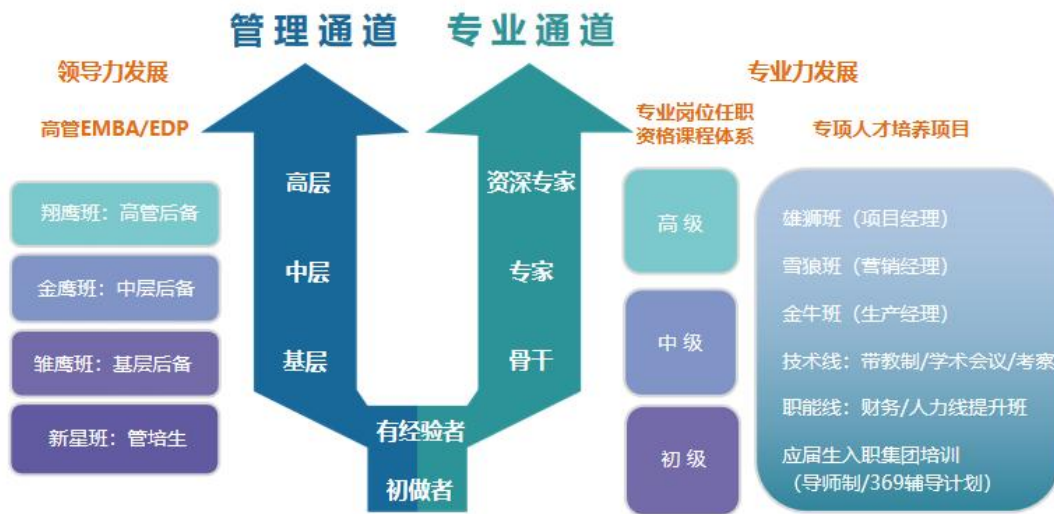 管理通道
专业通道
领导力发展
高管EMBA/EDP
翔鹰班：高管后备
金鹰班：中层后备
雏鹰班：基层后备
新星班：管培生
高层
中层
基层
资深专家
专家
骨干
有经验者
初做者
专业力发展
专业岗位任职
资格课程体系
高级
中级
初级
专项人才培养项目
雄狮班（项目经理）
雪狼班（营销经理）
金牛班（生产经理）
技术线：带教制/学术会议/考察
职能线：财务/人力线提升班
应届生入职集团培训
（导师制/369辅导计划）